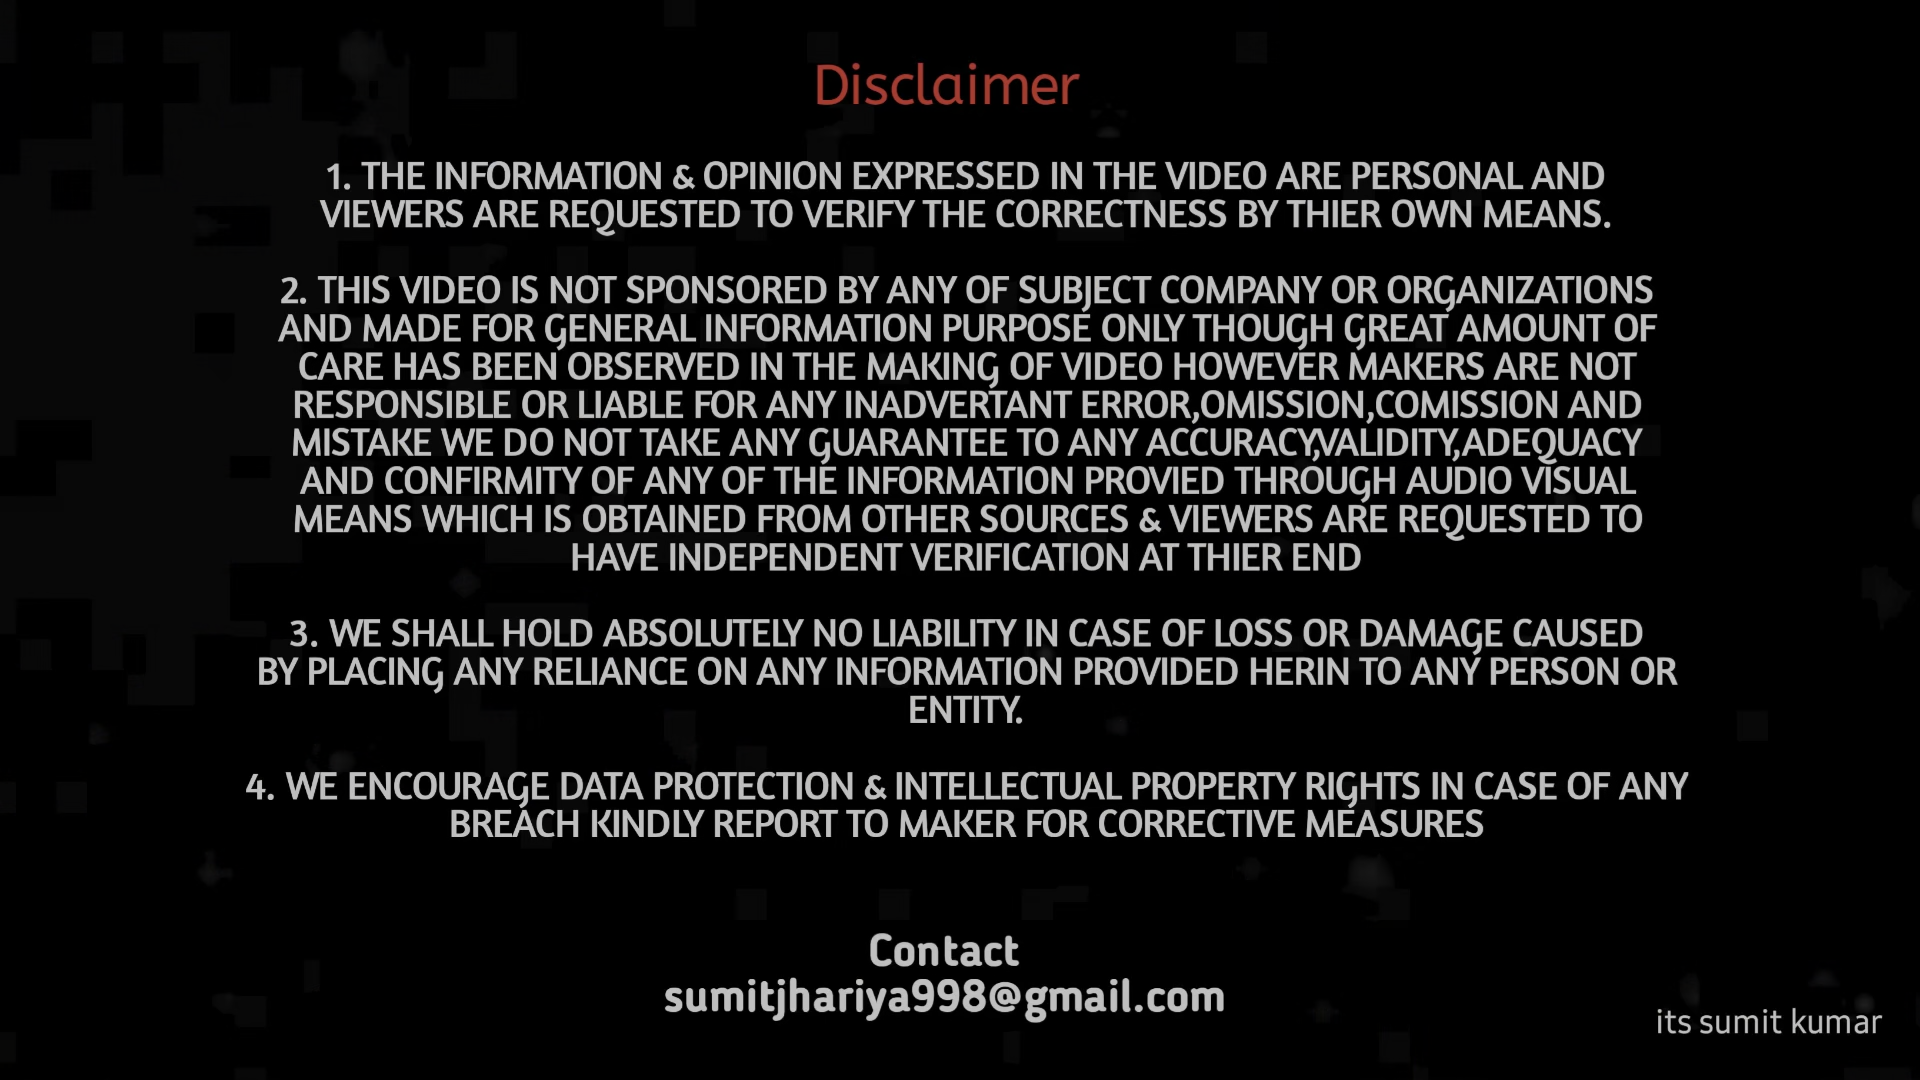 Disclaimer
1. THE INFORMATION & OPINION EXPRESSED IN THE VIDEO ARE PERSONAL AND
VIEWERS ARE REQUESTED TO VERIFY THE CORRECTNESS BY THIER OWN MEANS.
2. THIS VIDEO IS NOT SPONSORED BY ANY OF SUBJECT COMPANY OR ORGANIZATIONS
AND MADE FOR GENERAL INFORMATION PURPOSE ONLY THOUGH GREAT AMOUNT OF
CARE HAS BEEN OBSERVED IN THE MAKING OF VIDEO HOWEVER MAKERS ARE NOT
RESPONSIBLE OR LIABLE FOR ANY INADVERTANT ERROR,OMISSION,COMISSION AND
MISTAKE WE DO NOT TAKE ANY GUARANTEE TO ANY ACCURACY,VALIDITY,ADEQUACY
AND CONFIRMITY OF ANY OF THE INFORMATION PROVIED THROUGH AUDIO VISUAL
MEANS WHICH IS OBTAINED FROM OTHER SOURCES & VIEWERS ARE REQUESTED TO
HAVE INDEPENDENT VERIFICATION AT THIER END
3. WE SHALL HOLD ABSOLUTELY NO LIABILITY IN CASE OF LOSS OR DAMAGE CAUSED
BY PLACING ANY RELIANCE ON ANY INFORMATION PROVIDED HERIN TO ANY PERSON OR
ENTITY.
4. WE ENCOURAGE DATA PROTECTION & INTELLECTUAL PROPERTY RIGHTS IN CASE OF ANY
BREACH KINDLY REPORT TO MAKER FOR CORRECTIVE MEASURES
Contact
sumitjhariya998@gmail.com
its sumit kumar